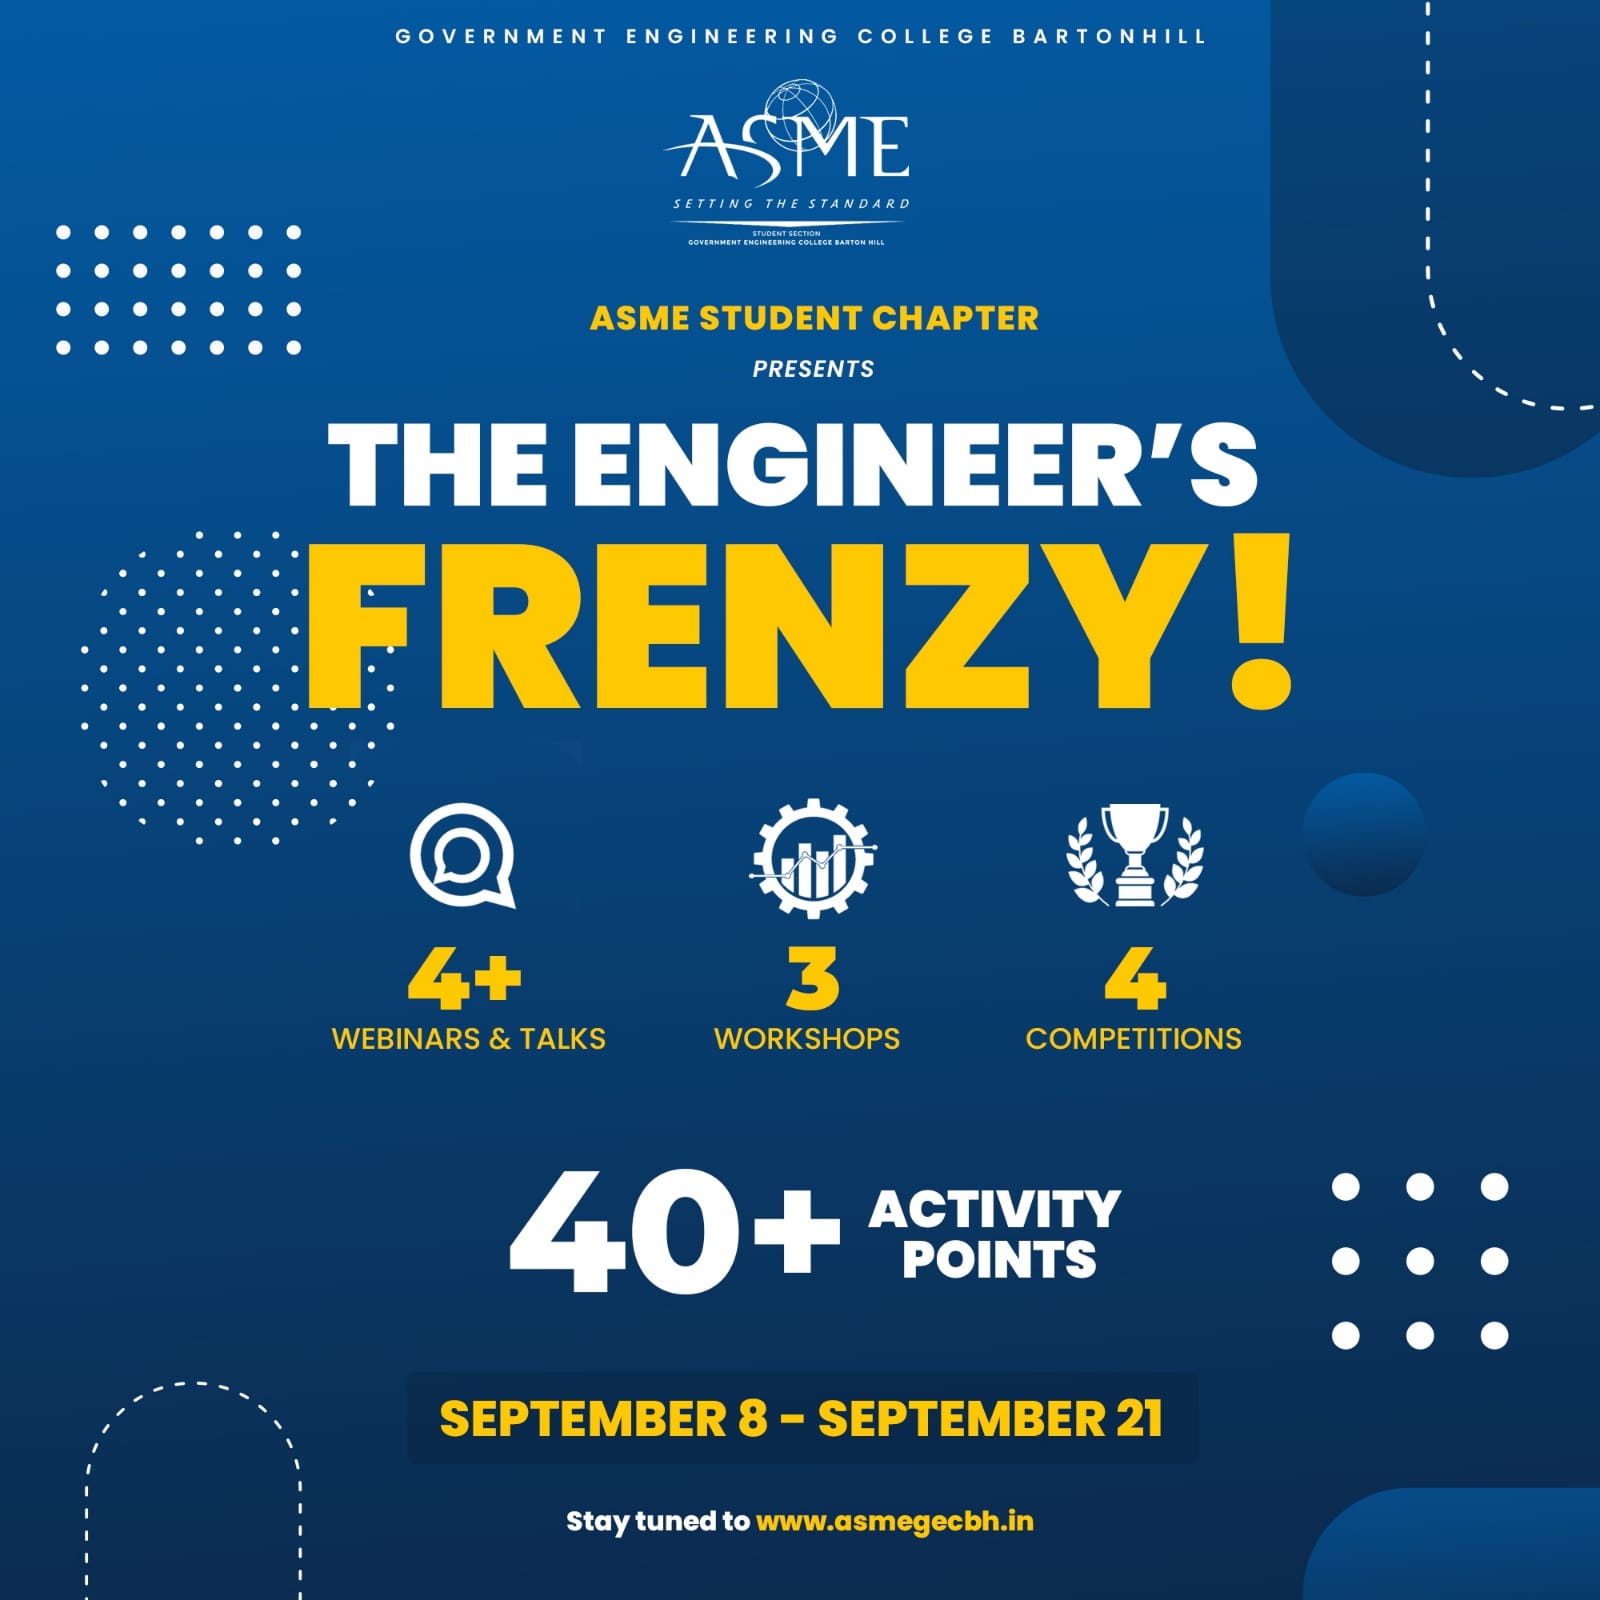 GOVERNMENT ENGINEERING COLLEGE BARTONHILL
ASME
SETTING THE STANDARD
STUDENT SECTION
GOVERNMENT ENGINEERING COLLEGE BARTON HILL
ASME STUDENT CHAPTER
PRESENTS
THE ENGINEER’S
FRENZY!
4+
WEBINARS & TALKS
3
WORKSHOPS
4
COMPETITIONS
40+ ACTIVITY
POINTS
SEPTEMBER 8 - SEPTEMBER 21
Stay tuned to www.asmegecbh.in